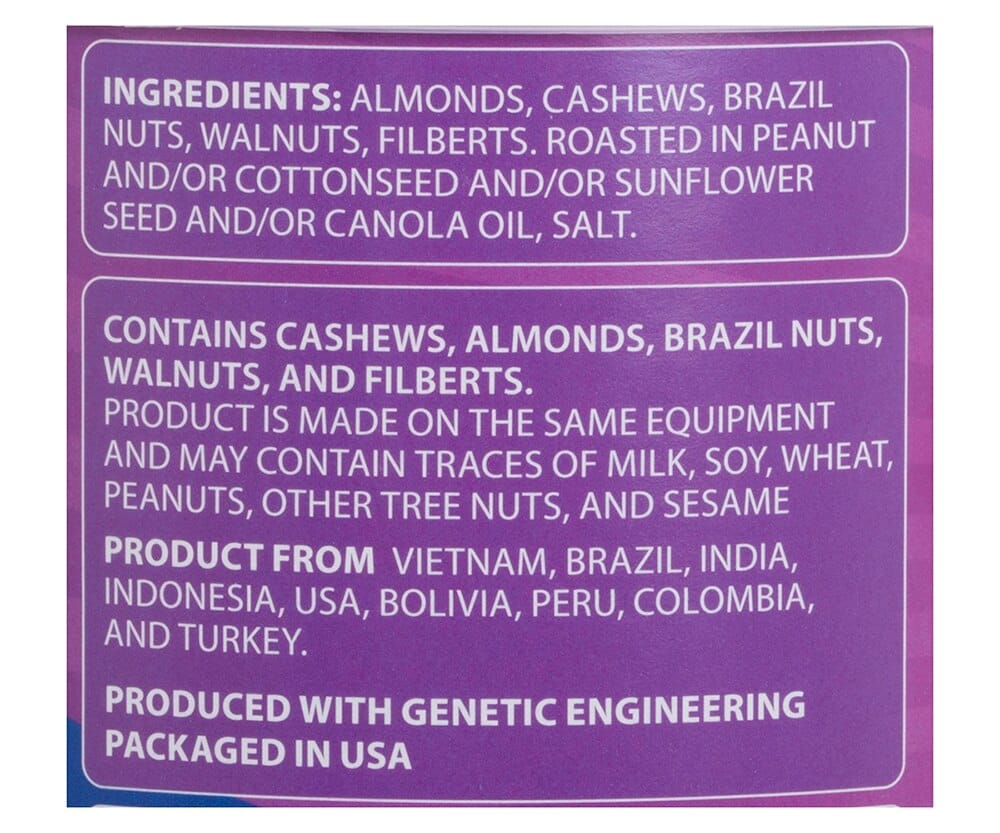 INGREDIENTS: ALMONDS, CASHEWS, BRAZIL
NUTS, WALNUTS, FILBERTS. ROASTED IN PEANUT
AND/OR COTTONSEED AND/OR SUNFLOWER
SEED AND/OR CANOLA OIL, SALT.
CONTAINS CASHEWS, ALMONDS, BRAZIL NUTS,
WALNUTS, AND FILBERTS.
PRODUCT IS MADE ON THE SAME EQUIPMENT
AND MAY CONTAIN TRACES OF MILK, SOY, WHEAT,
PEANUTS, OTHER TREE NUTS, AND SESAME
PRODUCT FROM VIETNAM, BRAZIL, INDIA,
INDONESIA, USA, BOLIVIA, PERU, COLOMBIA,
AND TURKEY.
PRODUCED WITH GENETIC ENGINEERING
PACKAGED IN USA